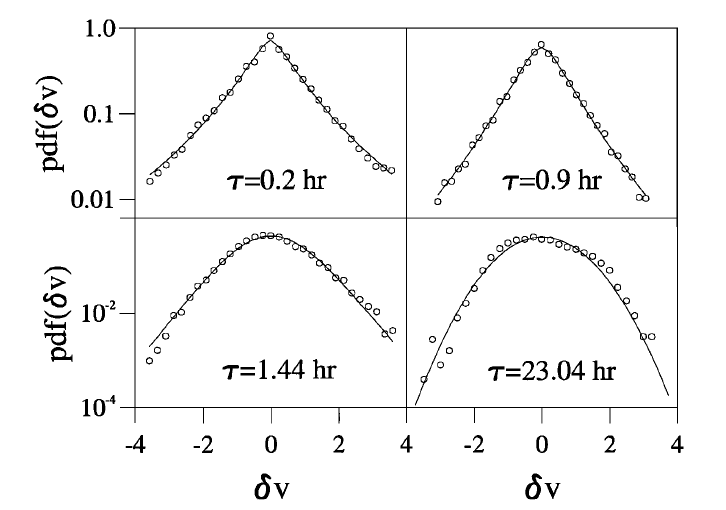 1.0
0.1
0.01
pdf(δv)
τ=0.2 hr
τ=0.9 hr
10⁻²
10⁻⁴
pdf(δv)
τ=1.44 hr
τ=23.04 hr
-4 -2 0 2 4 -2 0 2 4
δv δv